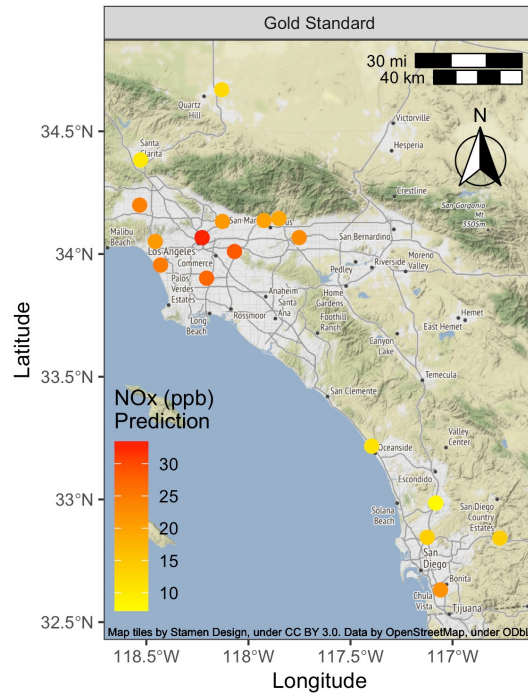 Gold Standard
30 mi
40 km
N
Quartz
Hill
Victorville
Hesperia
34.5°N
Santa
Clarita
Crestline
San Gorgonio
Mt
3505m
Malibu
Beach
San Mar
us
San Bernardino
34.0°N
Los Angeles
Commerce
Moreno
Valley
Pedley
Riverside
Palos
Verdes
Estates
Anaheim
Santa
Ana
Home
Gardens
Hemet
Long
Beach
Rossmoor
Foothill
Ranch
East Hemet
Canyon
Lake
Latitude
33.5°N
San Clemente
Temecula
NOx (ppb)
Prediction
30
25
20
15
10
Valley
Center
Oceanside
Escondido
33.0°N
Solana
Beach
San Diego
Country
Estates
San
Diego
Bonita
Chula
Vista
Tijuana
32.5°N
Map tiles by Stamen Design, under CC BY 3.0. Data by OpenStreetMap, under ODbL
118.5°W
118°W
117.5°W
117°W
Longitude